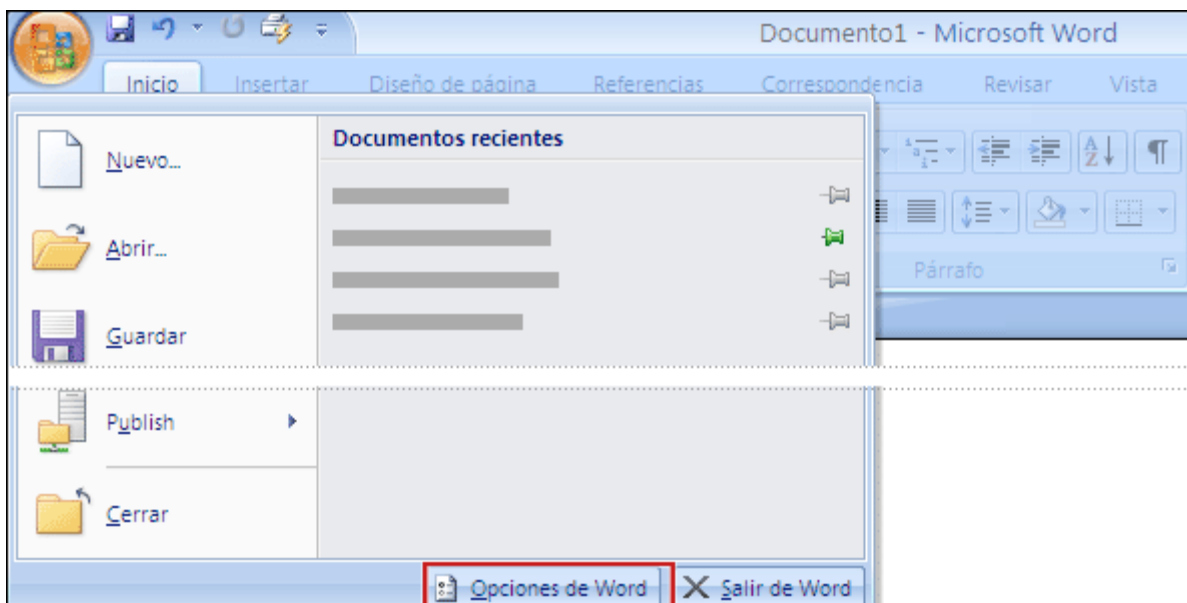 Documento1 - Microsoft Word
Inicio Insertar Diseño de página Referencias Correspondencia Revisar Vista
Documentos recientes
Nuevo...
Abrir...
Guardar
Párrafo
Publish
Cerrar
Opciones de Word Salir de Word